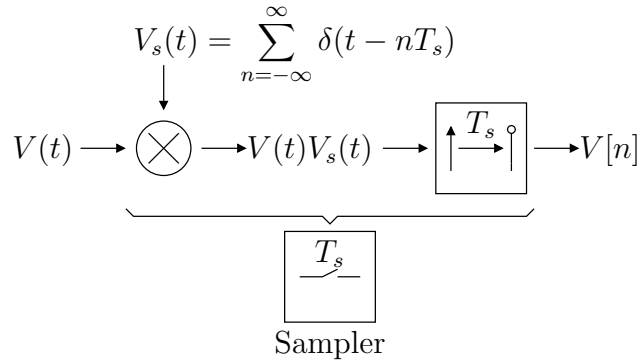 V_s(t) = \sum_{n=-\infty}^{\infty} \delta(t - nT_s)
V(t) V(t)V_s(t) T_s V[n]
T_s
Sampler